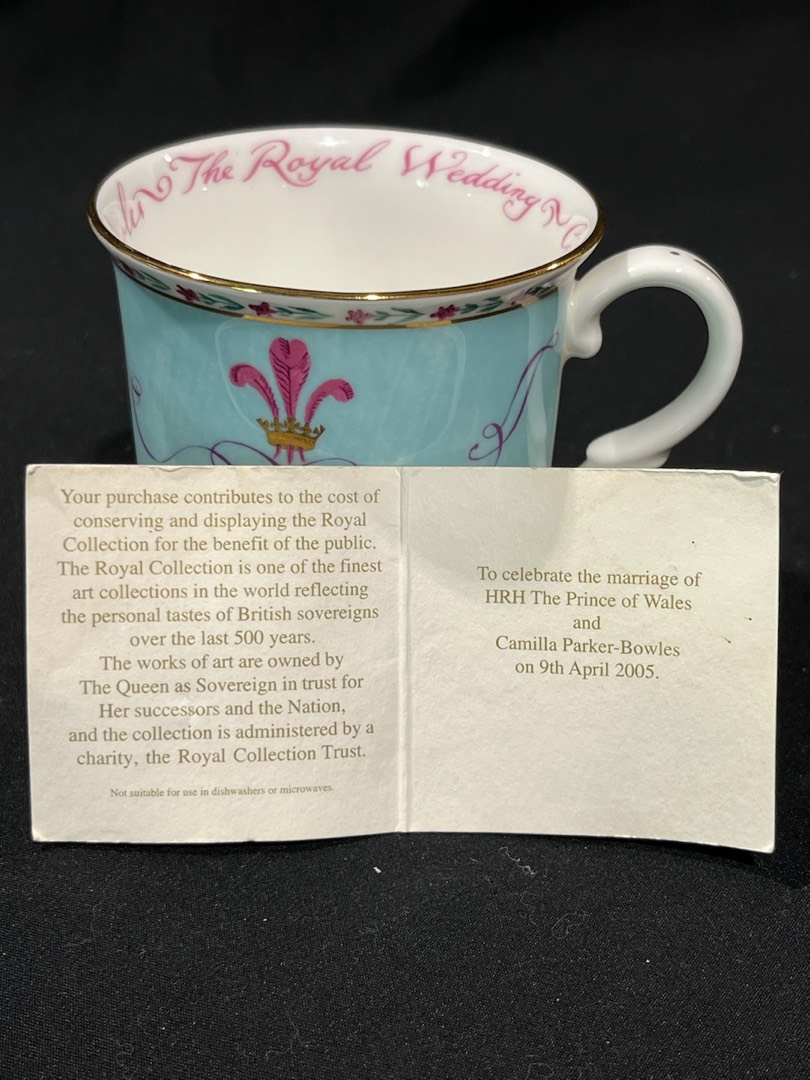 The Royal Wedding
Your purchase contributes to the cost of
conserving and displaying the Royal
Collection for the benefit of the public.
The Royal Collection is one of the finest
art collections in the world reflecting
the personal tastes of British sovereigns
over the last 500 years.
The works of art are owned by
The Queen as Sovereign in trust for
Her successors and the Nation,
and the collection is administered by a
charity, the Royal Collection Trust.
Not suitable for use in dishwashers or microwaves.
To celebrate the marriage of
HRH The Prince of Wales
and
Camilla Parker-Bowles
on 9th April 2005.